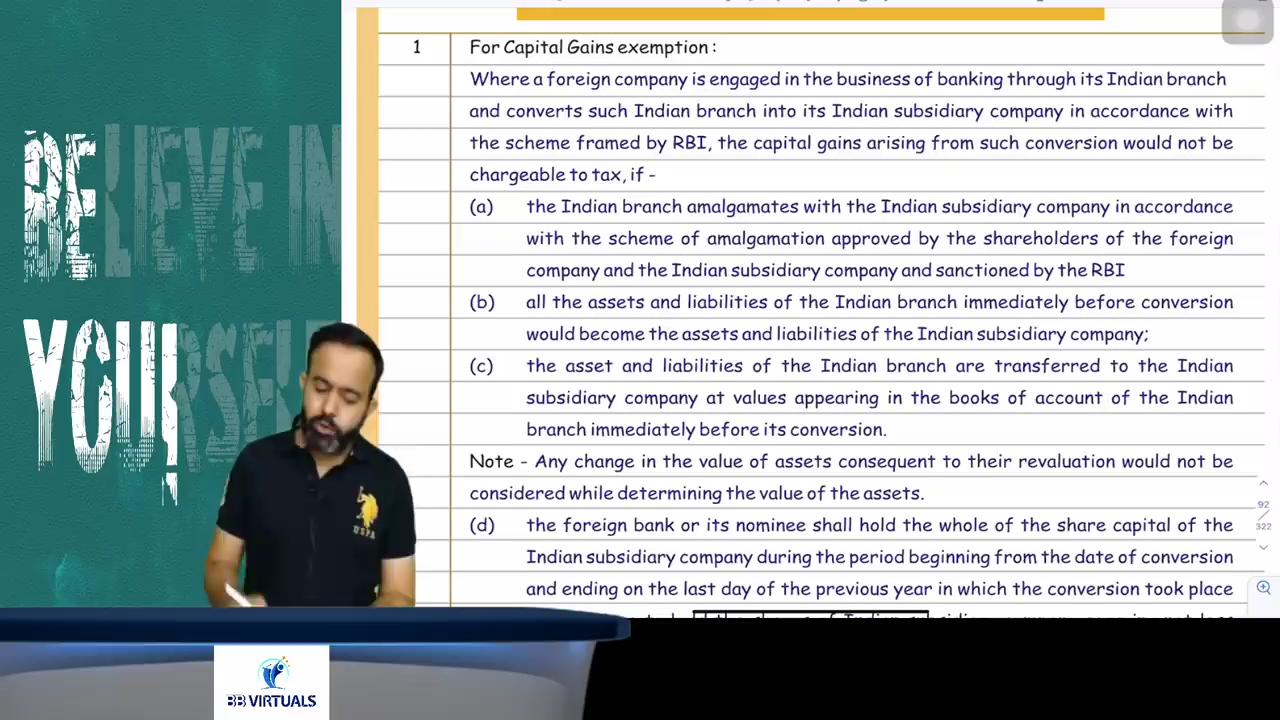 BELIEVE IN
YOURSELF
1
For Capital Gains exemption :
Where a foreign company is engaged in the business of banking through its Indian branch
and converts such Indian branch into its Indian subsidiary company in accordance with
the scheme framed by RBI, the capital gains arising from such conversion would not be
chargeable to tax, if -
(a) the Indian branch amalgamates with the Indian subsidiary company in accordance
with the scheme of amalgamation approved by the shareholders of the foreign
company and the Indian subsidiary company and sanctioned by the RBI
(b) all the assets and liabilities of the Indian branch immediately before conversion
would become the assets and liabilities of the Indian subsidiary company;
(c) the asset and liabilities of the Indian branch are transferred to the Indian
subsidiary company at values appearing in the books of account of the Indian
branch immediately before its conversion.
Note - Any change in the value of assets consequent to their revaluation would not be
considered while determining the value of the assets.
(d) the foreign bank or its nominee shall hold the whole of the share capital of the
Indian subsidiary company during the period beginning from the date of conversion
and ending on the last day of the previous year in which the conversion took place
92
322
USPA
BB VIRTUALS